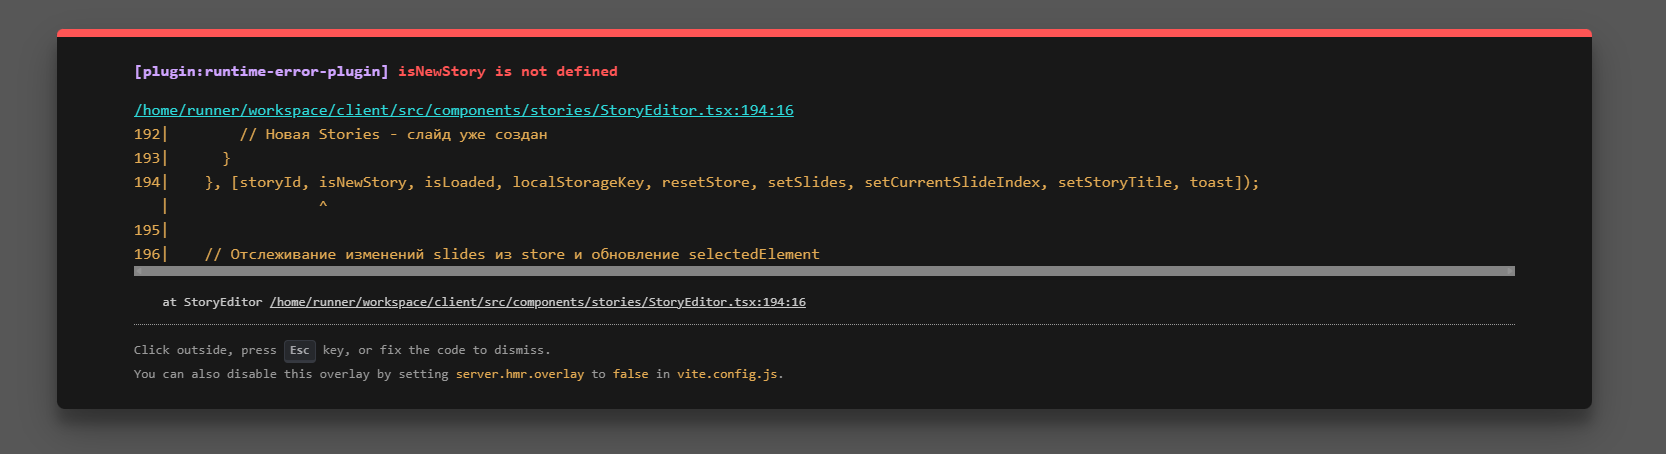 [plugin:runtime-error-plugin] isNewStory is not defined
/home/runner/workspace/client/src/components/stories/StoryEditor.tsx:194:16
192|        // Новая Stories - слайд уже создан
193|      }
194|    }, [storyId, isNewStory, isLoaded, localStorageKey, resetStore, setSlides, setCurrentSlideIndex, setStoryTitle, toast]);
   |                 ^
195|
196|    // Отслеживание изменений slides из store и обновление selectedElement
at StoryEditor /home/runner/workspace/client/src/components/stories/StoryEditor.tsx:194:16
Click outside, press Esc key, or fix the code to dismiss.
You can also disable this overlay by setting server.hmr.overlay to false in vite.config.js.